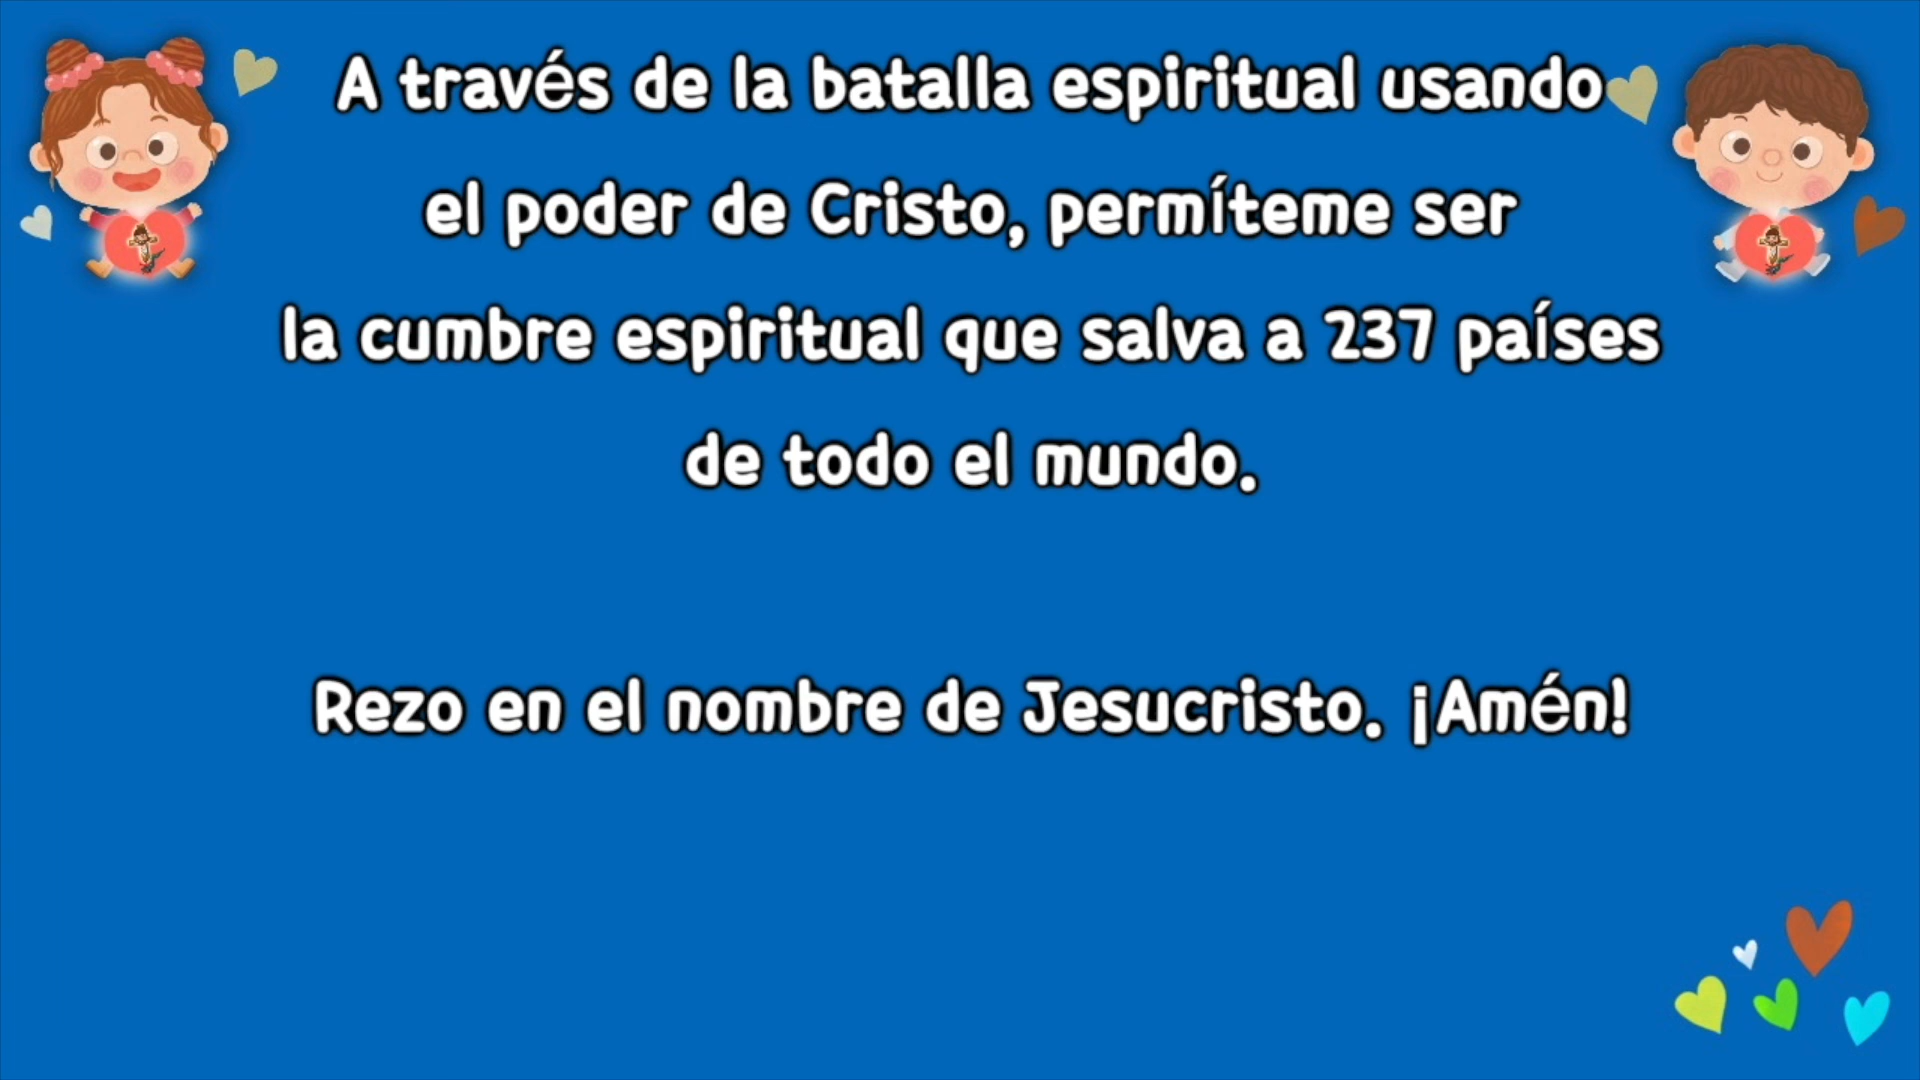 A través de la batalla espiritual usando
el poder de Cristo, permíteme ser
la cumbre espiritual que salva a 237 países
de todo el mundo.
Rezo en el nombre de Jesucristo. ¡Amén!